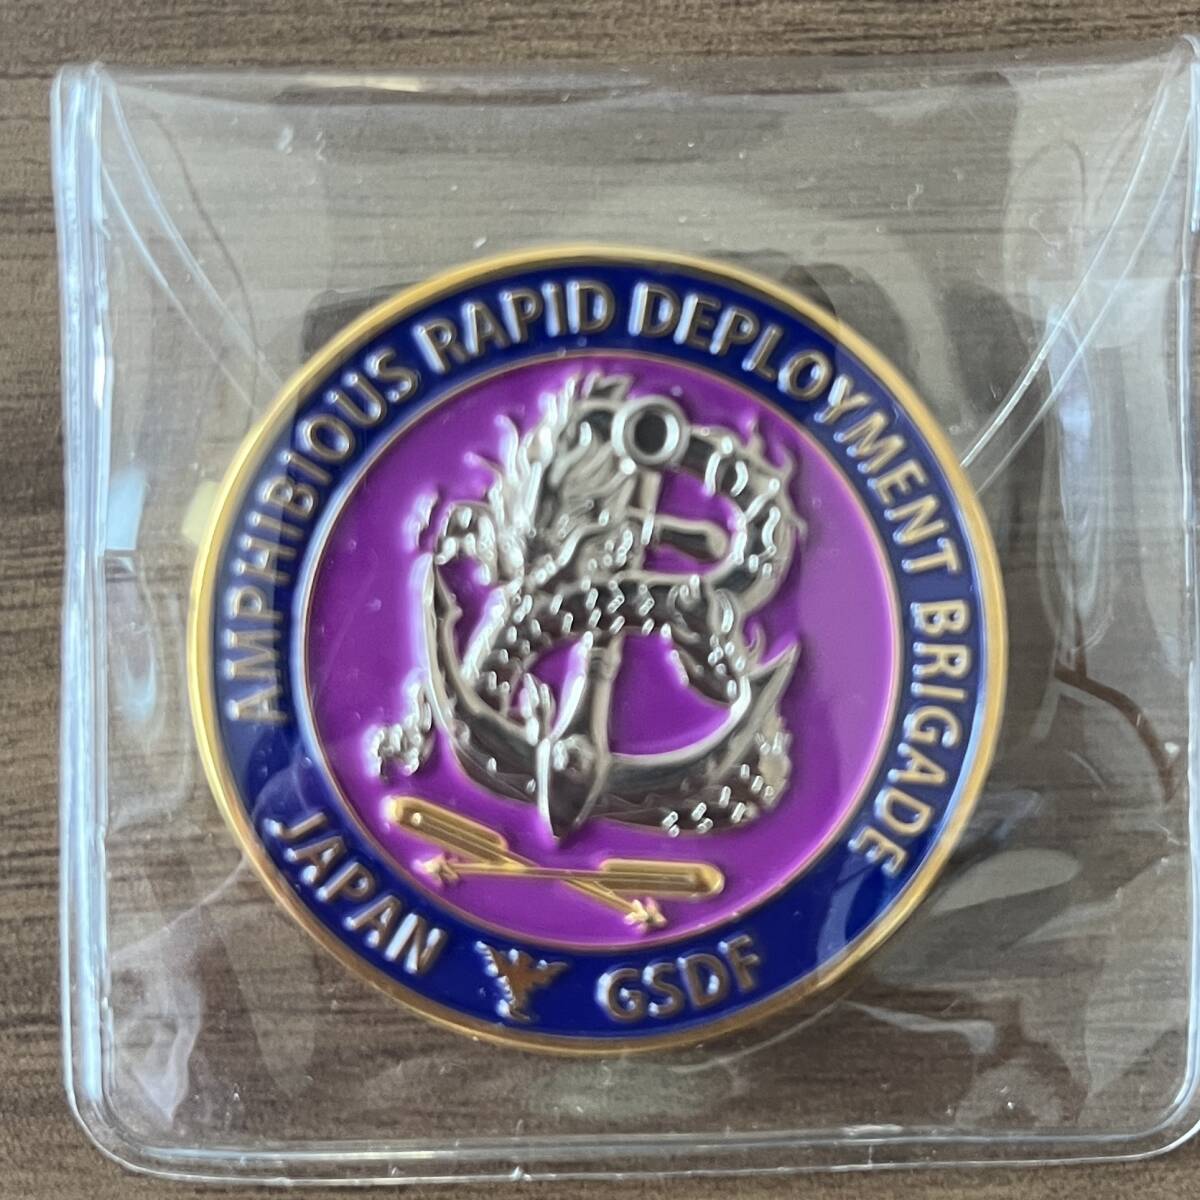 AMPHIBIOUS RAPID DEPLOYMENT BRIGADE
JAPAN GSDF